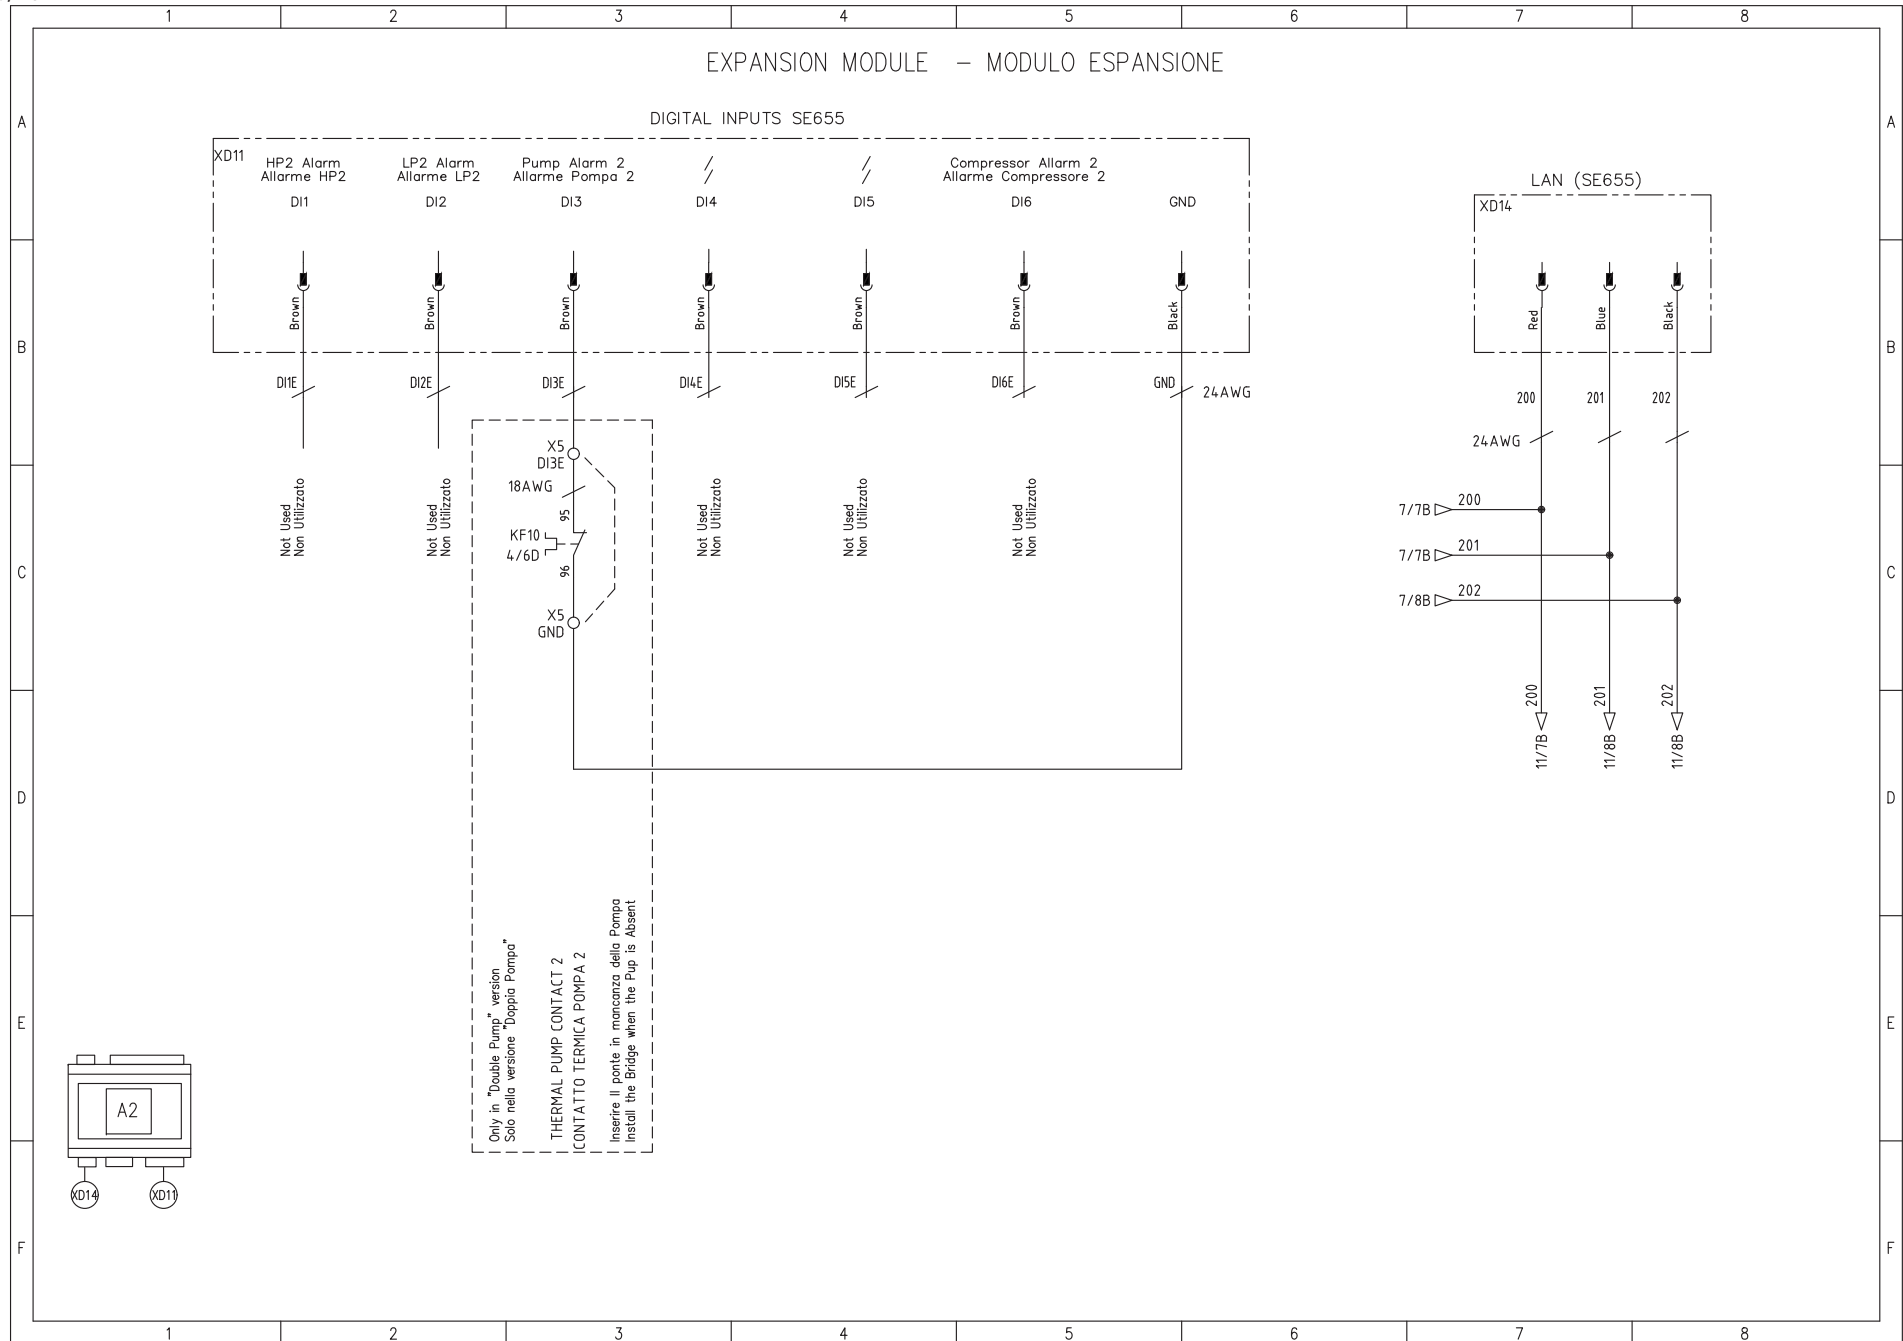 1 2 3 4 5 6 7 8
EXPANSION MODULE – MODULO ESPANSIONE
A A
DIGITAL INPUTS SE655
XD11
HP2 Alarm
Allarme HP2
DI1
LP2 Alarm
Allarme LP2
DI2
Pump Alarm 2
Allarme Pompa 2
DI3
/
/
DI4
/
/
DI5
Compressor Allarm 2
Allarme Compressore 2
DI6
GND
LAN (SE655)
XD14
Brown
Brown
Brown
Brown
Brown
Brown
Black
Red
Blue
Black
B B
DI1E
DI2E
DI3E
DI4E
DI5E
DI6E
GND
24AWG
200
201
202
24AWG
X5
DI3E
18AWG
95
KF10
4/6D
96
X5
GND
Not Used
Non Utilizzato
Not Used
Non Utilizzato
Not Used
Non Utilizzato
Not Used
Non Utilizzato
Not Used
Non Utilizzato
7/7B 200
7/7B 201
7/8B 202
C C
200
201
202
11/7B
11/8B
11/8B
D D
Only in "Double Pump" version
Solo nella versione "Doppia Pompa"
THERMAL PUMP CONTACT 2
CONTATTO TERMICA POMPA 2
Inserire Il ponte in mancanza della Pompa
Install the Bridge when the Pup is Absent
E E
A2
XD14
XD11
F F
1 2 3 4 5 6 7 8